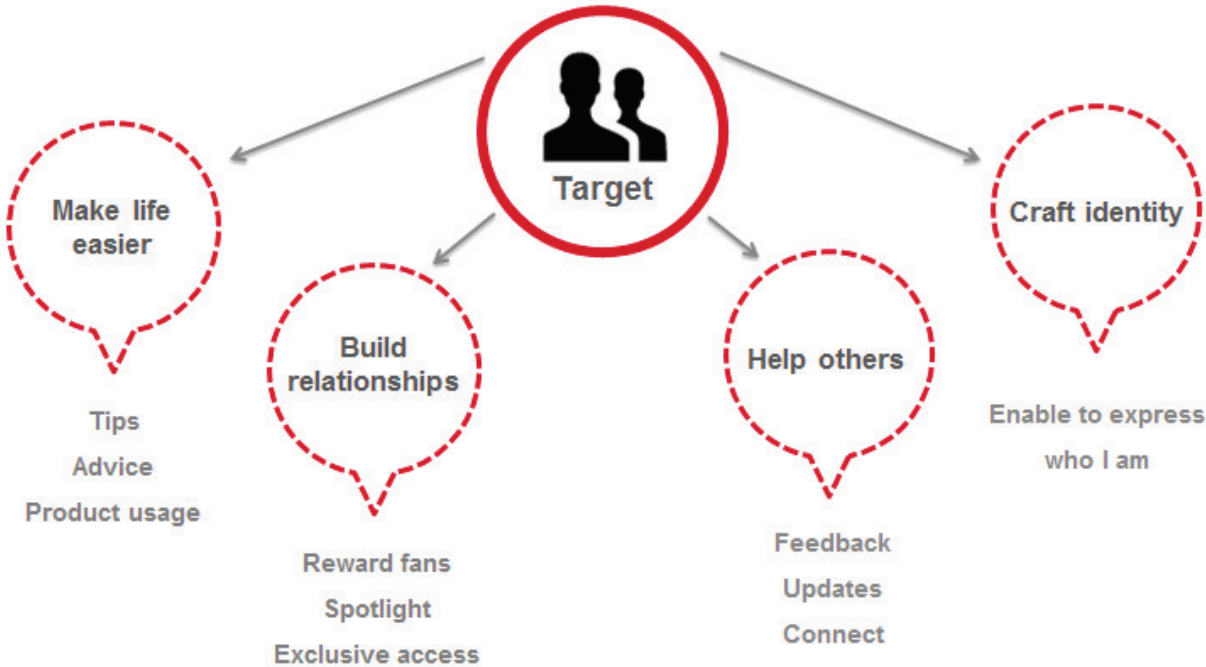 Target
Make life
easier
Tips
Advice
Product usage
Build
relationships
Reward fans
Spotlight
Exclusive access
Help others
Feedback
Updates
Connect
Craft identity
Enable to express
who I am